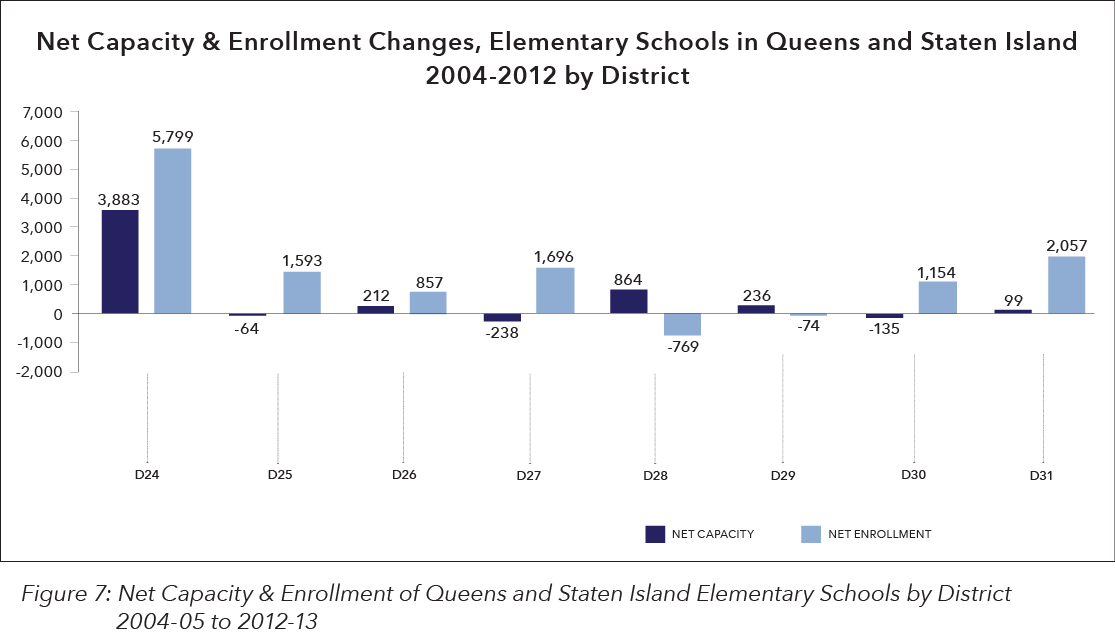 Net Capacity & Enrollment Changes, Elementary Schools in Queens and Staten Island
2004-2012 by District
7,000
6,000
5,000
4,000
3,000
2,000
1,000
0
-1,000
-2,000
3,883
5,799
-64
1,593
212
857
-238
1,696
864
-769
236
-74
-135
1,154
99
2,057
D24
D25
D26
D27
D28
D29
D30
D31
NET CAPACITY
NET ENROLLMENT
Figure 7: Net Capacity & Enrollment of Queens and Staten Island Elementary Schools by District
2004-05 to 2012-13